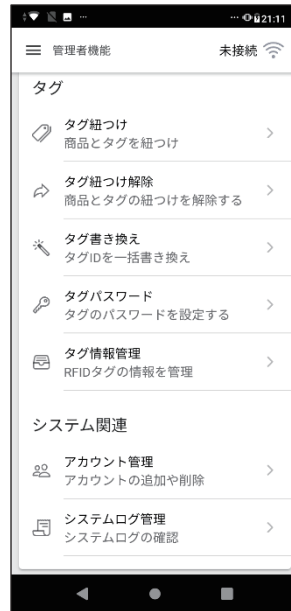 21:11
管理者機能
未接続
タグ
タグ紐つけ
商品とタグを紐つけ
タグ紐つけ解除
商品とタグの紐つけを解除する
タグ書き換え
タグIDを一括書き換え
タグパスワード
タグのパスワードを設定する
タグ情報管理
RFIDタグの情報を管理
システム関連
アカウント管理
アカウントの追加や削除
システムログ管理
システムログの確認